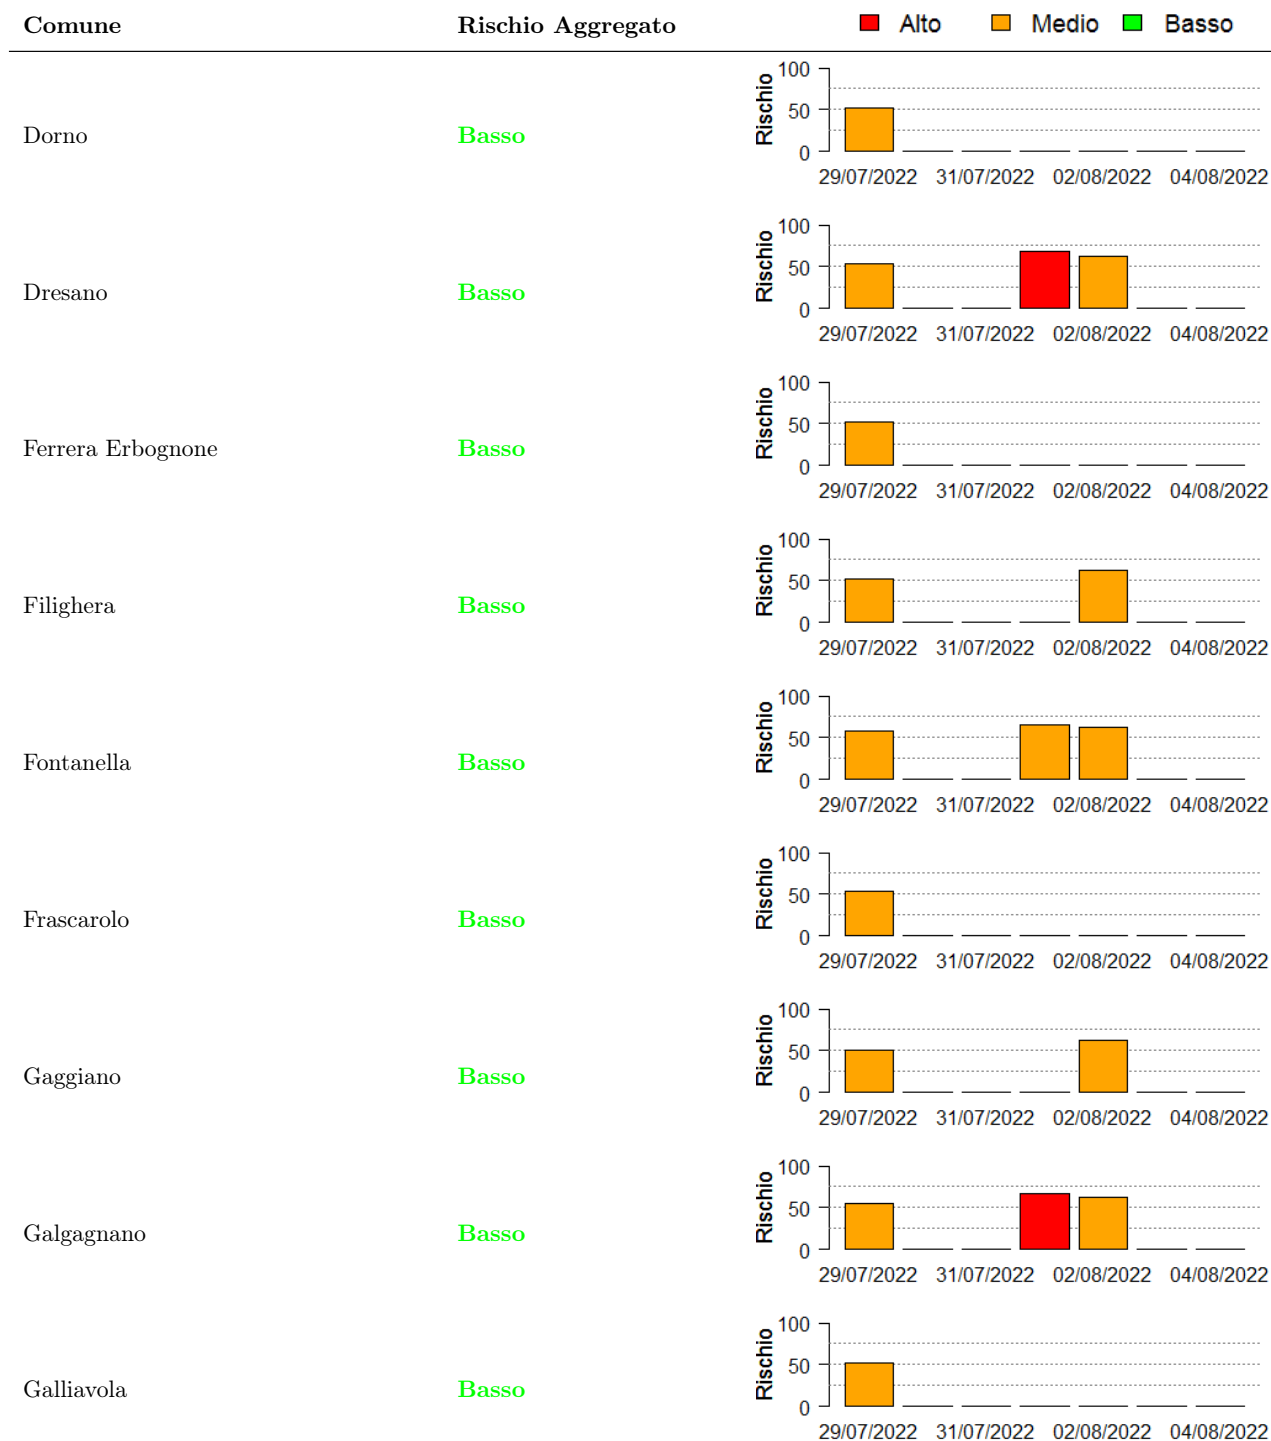 Comune Rischio Aggregato Alto Medio Basso
100
50
0
Rischio
Dorno Basso
29/07/2022 31/07/2022 02/08/2022 04/08/2022
100
50
0
Rischio
Dresano Basso
29/07/2022 31/07/2022 02/08/2022 04/08/2022
100
50
0
Rischio
Ferrera Erbognone Basso
29/07/2022 31/07/2022 02/08/2022 04/08/2022
100
50
0
Rischio
Filighera Basso
29/07/2022 31/07/2022 02/08/2022 04/08/2022
100
50
0
Rischio
Fontanella Basso
29/07/2022 31/07/2022 02/08/2022 04/08/2022
100
50
0
Rischio
Frascarolo Basso
29/07/2022 31/07/2022 02/08/2022 04/08/2022
100
50
0
Rischio
Gaggiano Basso
29/07/2022 31/07/2022 02/08/2022 04/08/2022
100
50
0
Rischio
Galgagnano Basso
29/07/2022 31/07/2022 02/08/2022 04/08/2022
100
50
0
Rischio
Galliavola Basso
29/07/2022 31/07/2022 02/08/2022 04/08/2022